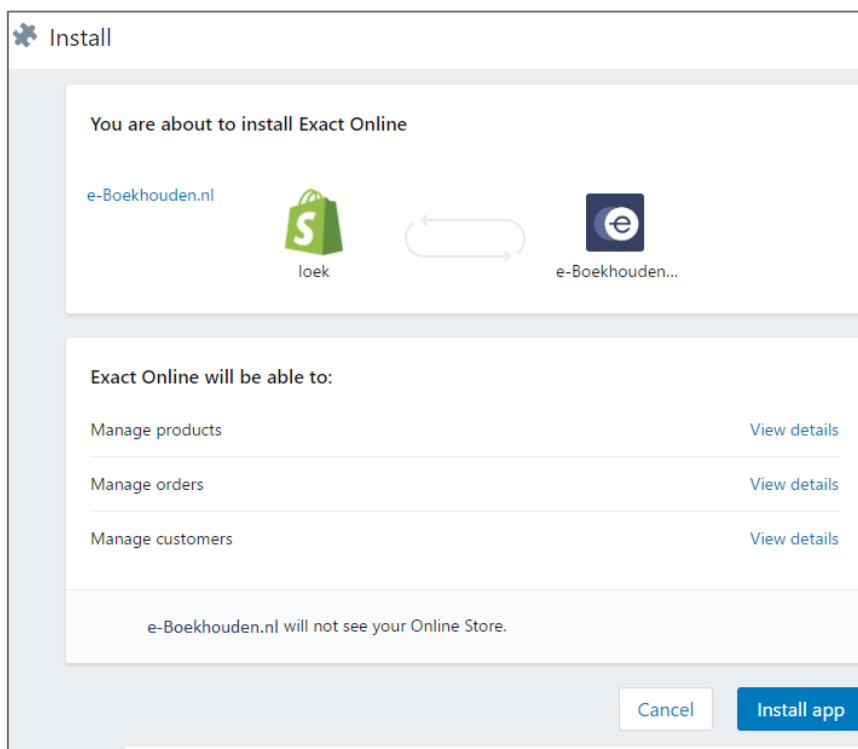 Install
You are about to install Exact Online
e-Boekhouden.nl
S
loek
e
e-Boekhouden...
Exact Online will be able to:
Manage products View details
Manage orders View details
Manage customers View details
e-Boekhouden.nl will not see your Online Store.
Cancel Install app